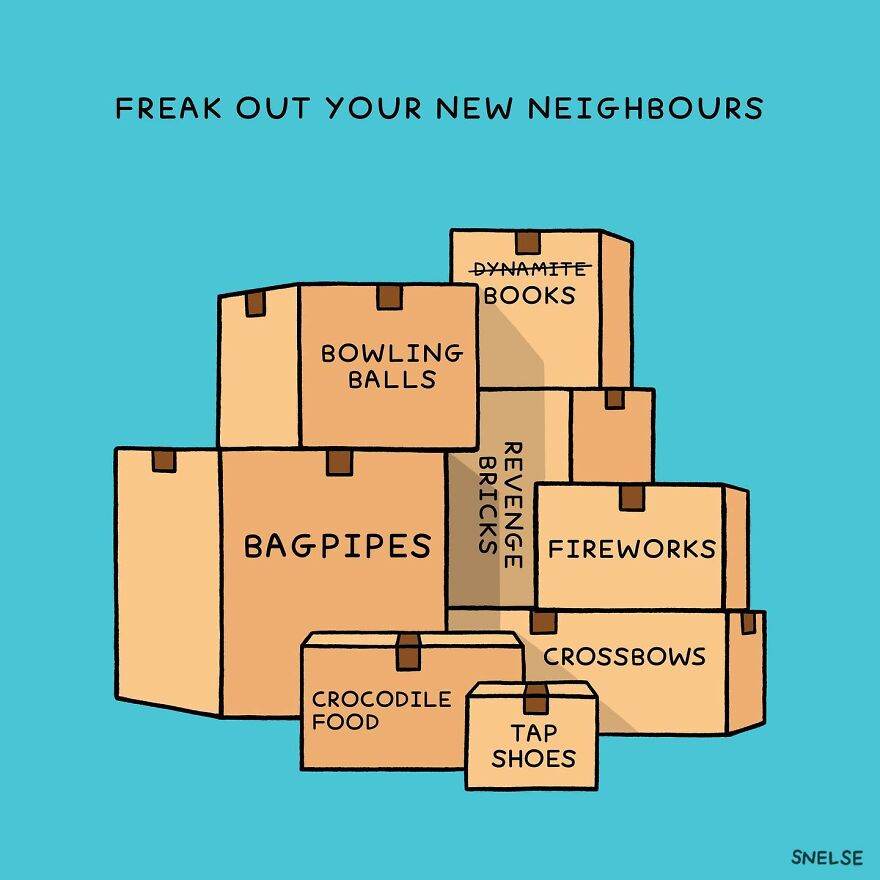 FREAK OUT YOUR NEW NEIGHBOURS
DYNAMITE
BOOKS
BOWLING
BALLS
REVENGE
BRICKS
BAGPIPES
FIREWORKS
CROSSBOWS
CROCODILE
FOOD
TAP
SHOES
SNELSE